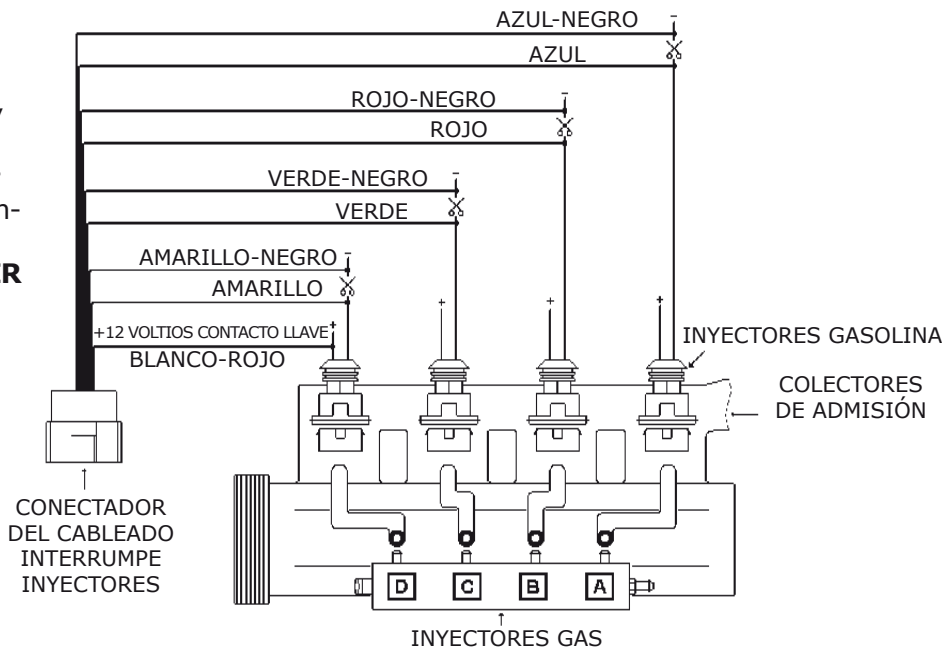 AZUL-NEGRO
AZUL
ROJO-NEGRO
ROJO
VERDE-NEGRO
VERDE
n-
ER
AMARILLO-NEGRO
AMARILLO
+12 VOLTIOS CONTACTO LLAVE
BLANCO-ROJO
INYECTORES GASOLINA
COLECTORES
DE ADMISIÓN
CONECTADOR
DEL CABLEADO
INTERRUMPE
INYECTORES
D C B A
INYECTORES GAS